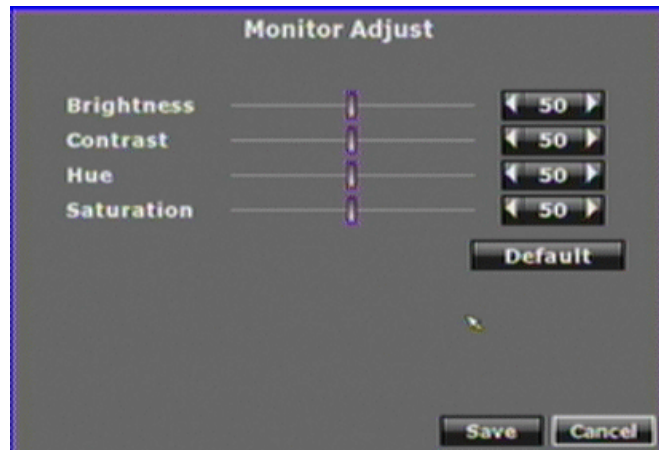 Monitor Adjust
Brightness 50
Contrast 50
Hue 50
Saturation 50
Default
Save Cancel